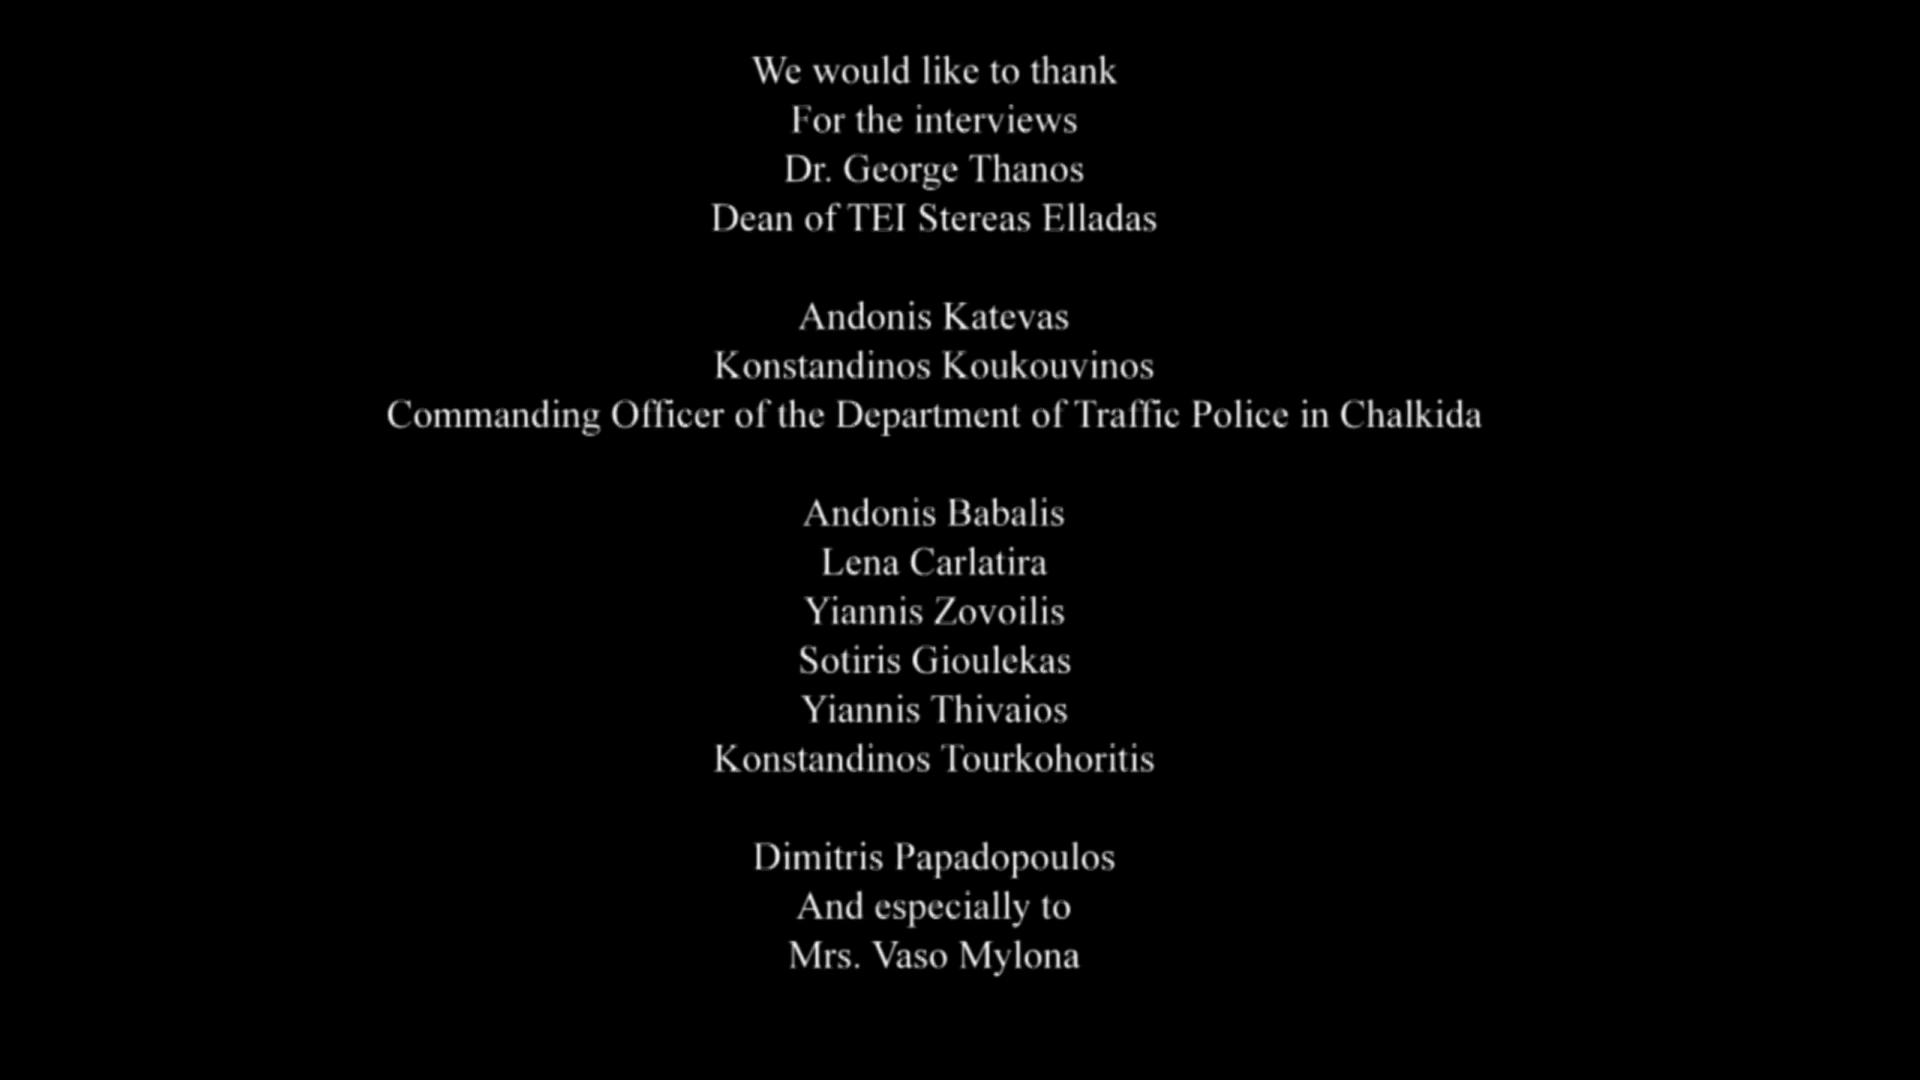 We would like to thank
For the interviews
Dr. George Thanos
Dean of TEI Stereas Elladas
Andonis Katevas
Konstandinos Koukouvinos
Commanding Officer of the Department of Traffic Police in Chalkida
Andonis Babalis
Lena Carlatira
Yiannis Zovoilis
Sotiris Gioulekas
Yiannis Thivaios
Konstandinos Tourkohoritis
Dimitris Papadopoulos
And especially to
Mrs. Vaso Mylona